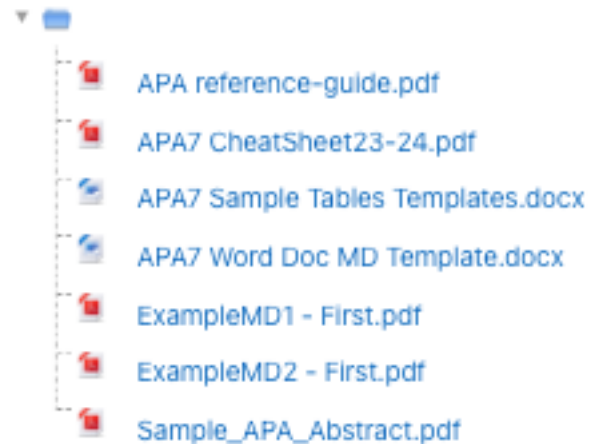 APA reference-guide.pdf
APA7 CheatSheet23-24.pdf
APA7 Sample Tables Templates.docx
APA7 Word Doc MD Template.docx
ExampleMD1 - First.pdf
ExampleMD2 - First.pdf
Sample_APA_Abstract.pdf